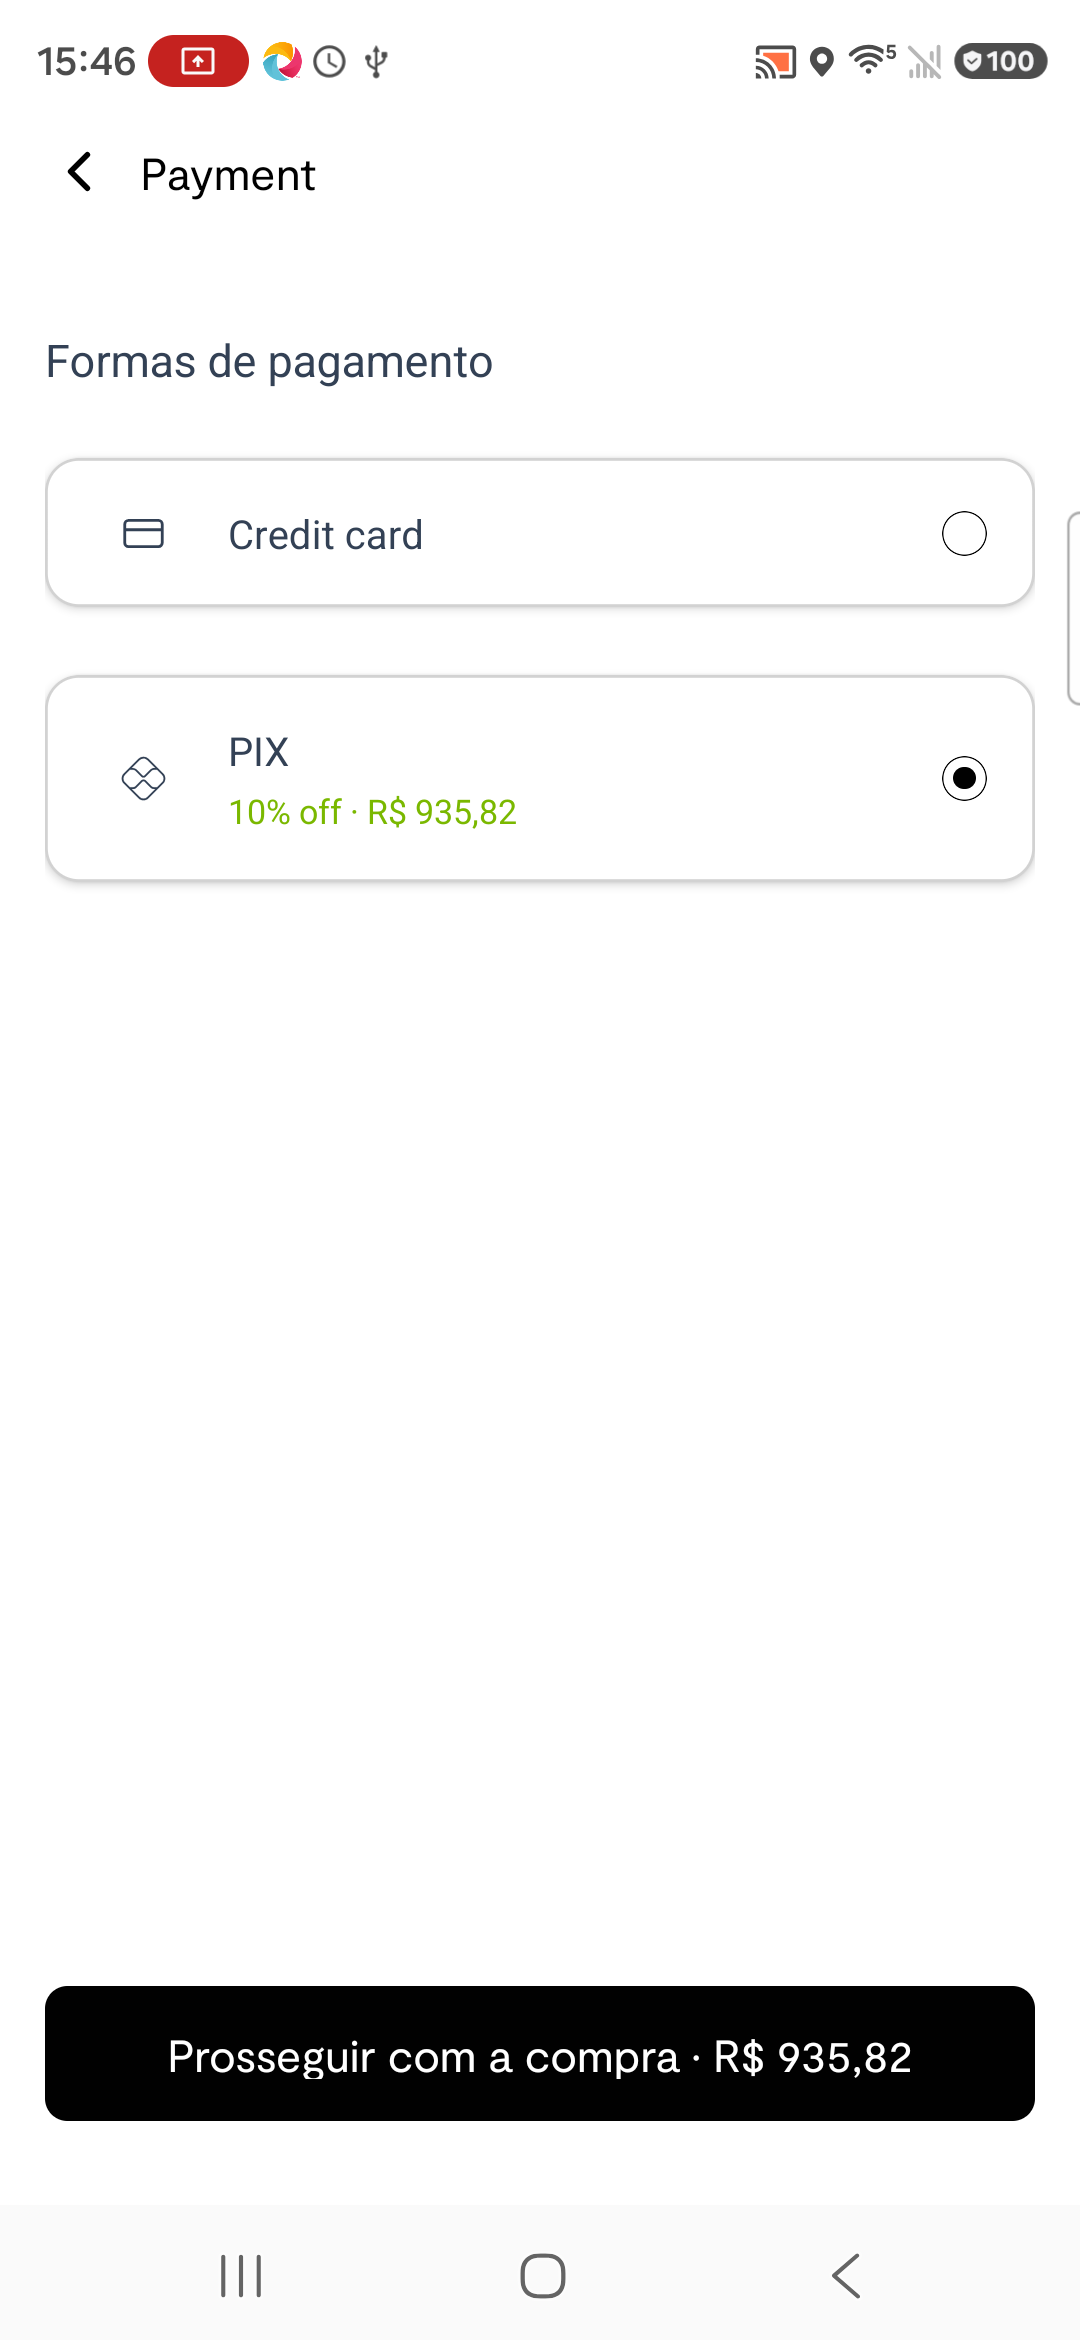 15:46
5
100
Payment
Formas de pagamento
Credit card
PIX
10% off · R$ 935,82
Prosseguir com a compra · R$ 935,82